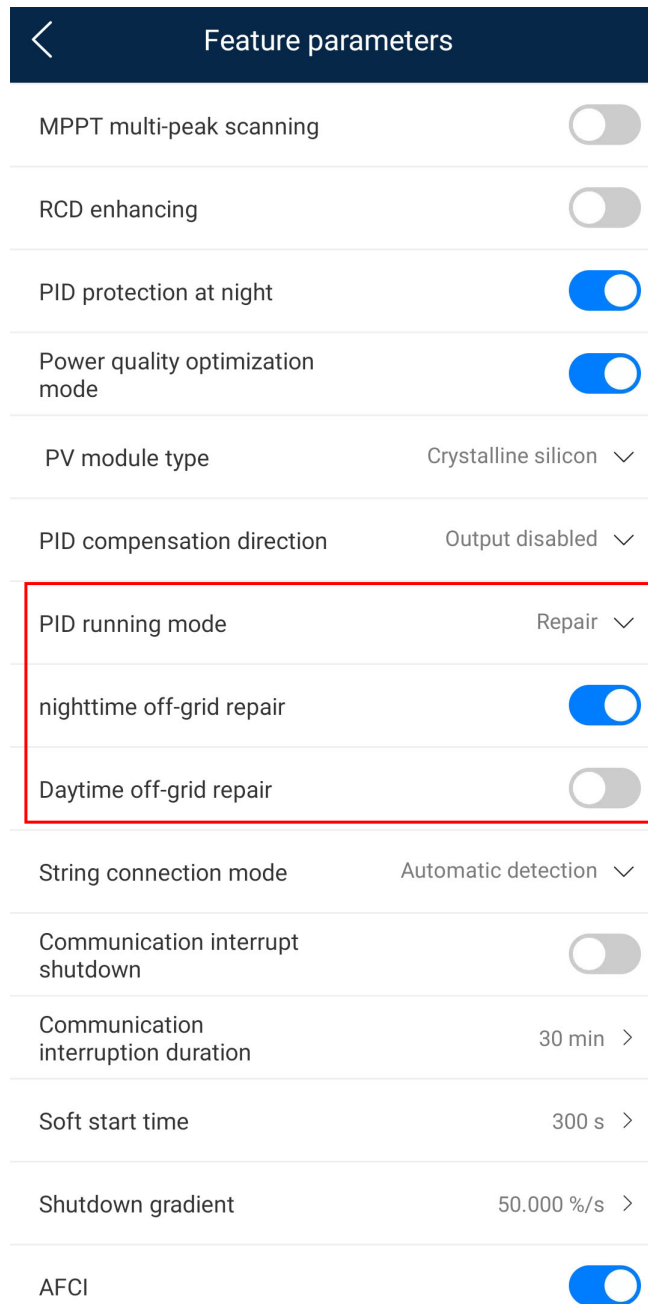 Feature parameters
MPPT multi-peak scanning
RCD enhancing
PID protection at night
Power quality optimization
mode
PV module type Crystalline silicon
PID compensation direction Output disabled
PID running mode Repair
nighttime off-grid repair
Daytime off-grid repair
String connection mode Automatic detection
Communication interrupt
shutdown
Communication
interruption duration 30 min
Soft start time 300 s
Shutdown gradient 50.000 %/s
AFCI